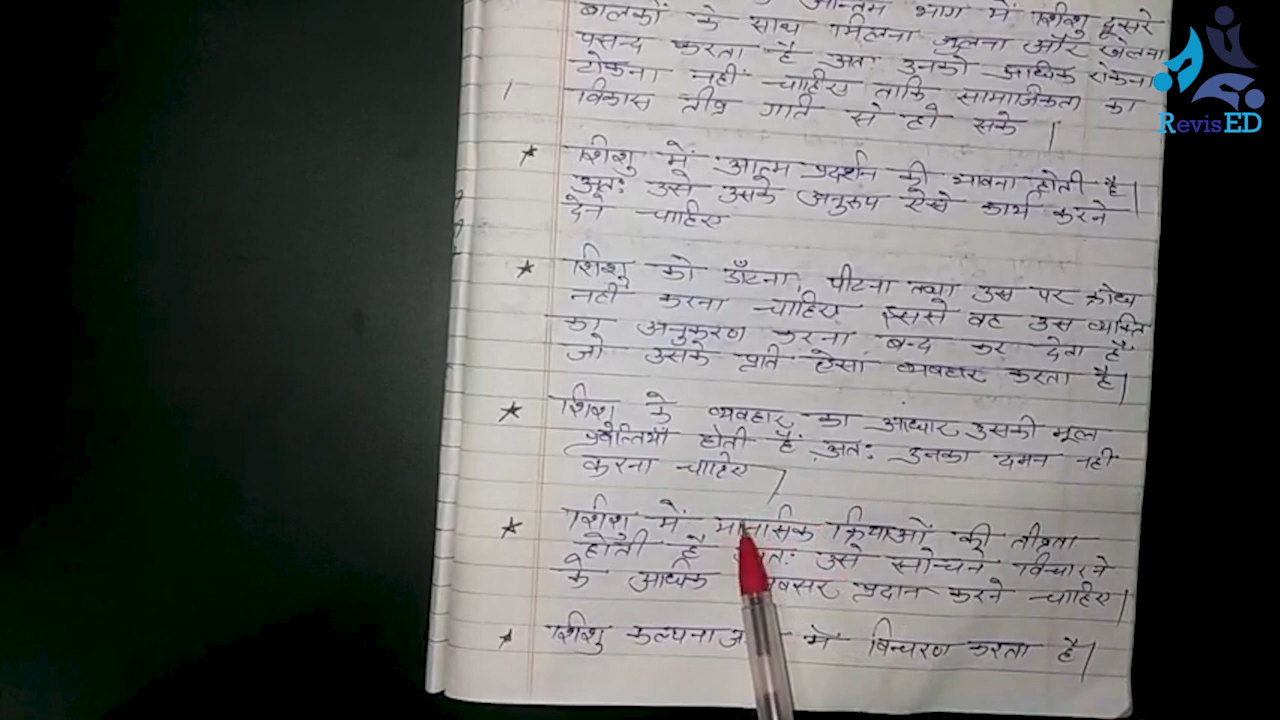 अन्तिम भाग में शिशु दूसरे
बालकों के साथ मिलना जुलना और खेलना
पसन्द करता है अतः उनको अधिक रोकना
टोकना नहीं चाहिए ताकि सामाजिकता का
विकास तीव्र गति से हो सके।
* शिशु में आत्म प्रदर्शन की भावना होती है।
अतः उसे उसके अनुरूप ऐसे कार्य करने
देने चाहिए
* शिशु को डाँटना, पीटना तथा उस पर क्रोध
नहीं करना चाहिए इससे वह उस व्यक्ति
का अनुकरण करना बन्द कर देता है
जो उसके प्रति ऐसा व्यवहार करता है।
* शिशु के व्यवहार का आधार उसकी मूल
प्रवृत्तियाँ होती हैं अतः उनका दमन नहीं
करना चाहिए।
* शिशु में मानसिक क्रियाओं की तीव्रता
होती है अतः उसे सोचने विचारने
के अधिक अवसर प्रदान करने चाहिए।
* शिशु कल्पना में विचरण करता है।
RevisED